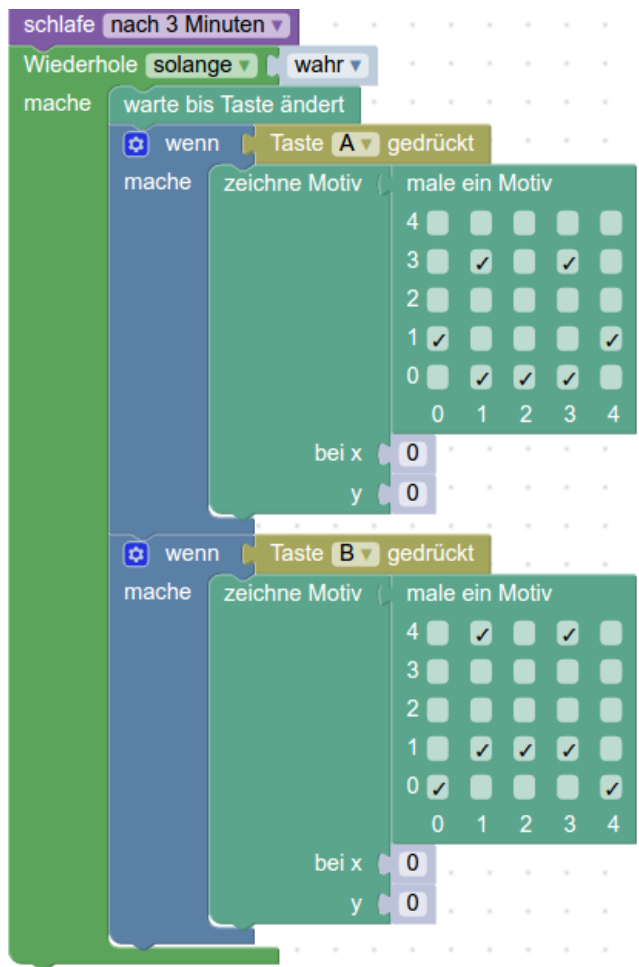 schlafe nach 3 Minuten
Wiederhole solange wahr
mache warte bis Taste ändert
wenn Taste A gedrückt
mache zeichne Motiv male ein Motiv
4
3 ✓ ✓
2
1 ✓ ✓
0 ✓ ✓ ✓
0 1 2 3 4
bei x 0
y 0
wenn Taste B gedrückt
mache zeichne Motiv male ein Motiv
4 ✓ ✓
3
2
1 ✓ ✓ ✓
0 ✓ ✓
0 1 2 3 4
bei x 0
y 0